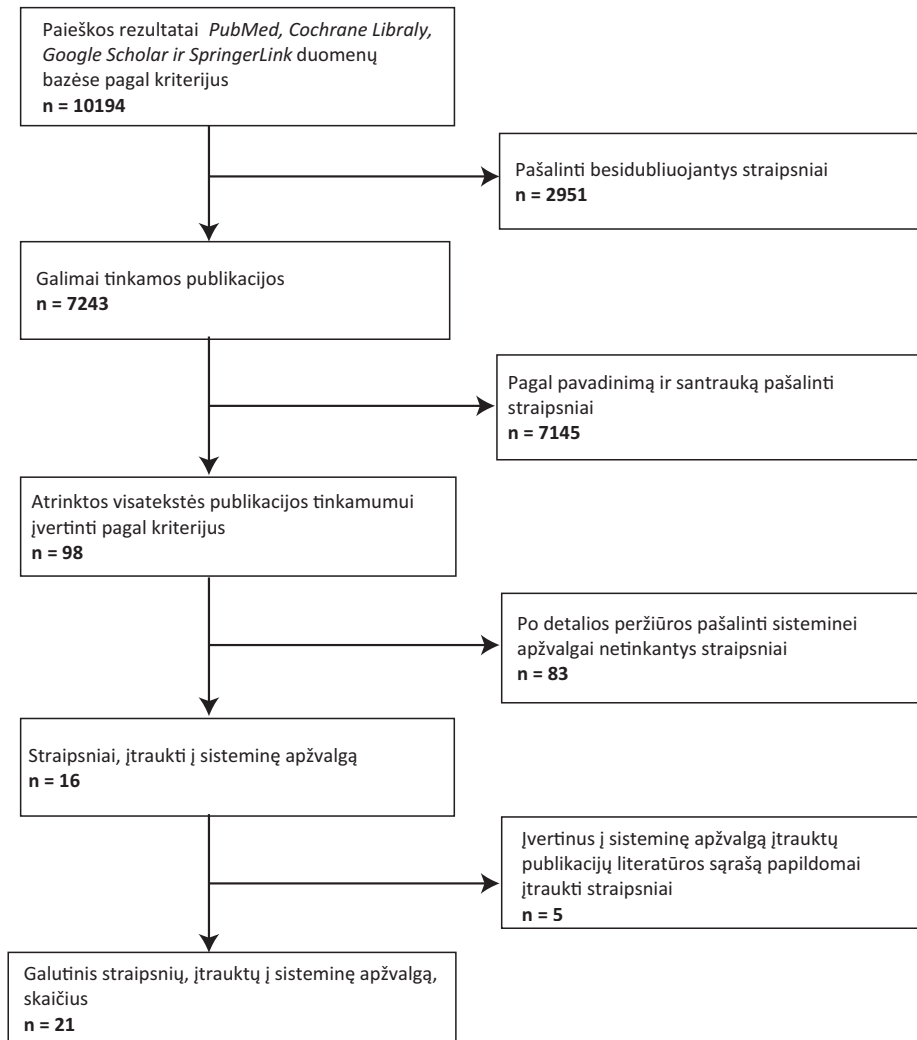 Paieškos rezultatai PubMed, Cochrane Libraly,
Google Scholar ir SpringerLink duomenų
bazėse pagal kriterijus
n = 10194
Pašalinti besidubliuojantys straipsniai
n = 2951
Galimai tinkamos publikacijos
n = 7243
Pagal pavadinimą ir santrauką pašalinti
straipsniai
n = 7145
Atrinktos visatekstės publikacijos tinkamumui
įvertinti pagal kriterijus
n = 98
Po detalios peržiūros pašalinti sisteminei
apžvalgai netinkantys straipsniai
n = 83
Straipsniai, įtraukti į sisteminę apžvalgą
n = 16
Įvertinus į sisteminę apžvalgą įtrauktų
publikacijų literatūros sąrašą papildomai
įtraukti straipsniai
n = 5
Galutinis straipsnių, įtrauktų į sisteminę apžvalgą,
skaičius
n = 21